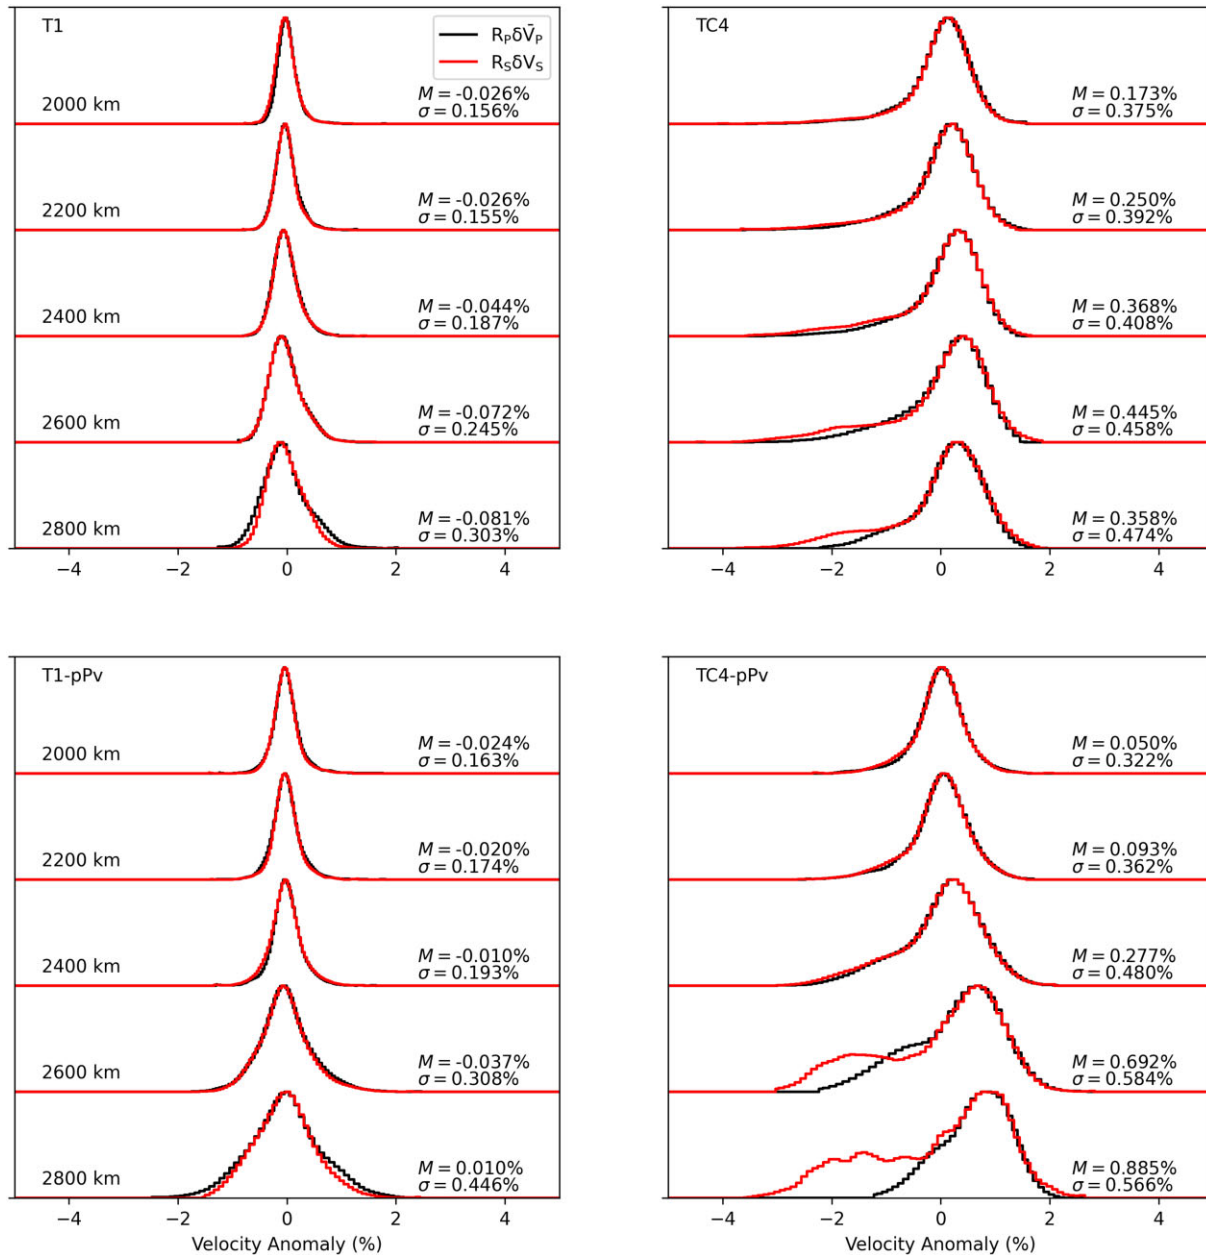 T1
R_Pδ\bar{V}_P
R_SδV_S
2000 km
M = -0.026%
σ = 0.156%
2200 km
M = -0.026%
σ = 0.155%
2400 km
M = -0.044%
σ = 0.187%
2600 km
M = -0.072%
σ = 0.245%
2800 km
M = -0.081%
σ = 0.303%
−4 −2 0 2 4
TC4
M = 0.173%
σ = 0.375%
M = 0.250%
σ = 0.392%
M = 0.368%
σ = 0.408%
M = 0.445%
σ = 0.458%
M = 0.358%
σ = 0.474%
−4 −2 0 2 4
T1-pPv
2000 km
M = -0.024%
σ = 0.163%
2200 km
M = -0.020%
σ = 0.174%
2400 km
M = -0.010%
σ = 0.193%
2600 km
M = -0.037%
σ = 0.308%
2800 km
M = 0.010%
σ = 0.446%
−4 −2 0 2 4
Velocity Anomaly (%)
TC4-pPv
M = 0.050%
σ = 0.322%
M = 0.093%
σ = 0.362%
M = 0.277%
σ = 0.480%
M = 0.692%
σ = 0.584%
M = 0.885%
σ = 0.566%
−4 −2 0 2 4
Velocity Anomaly (%)